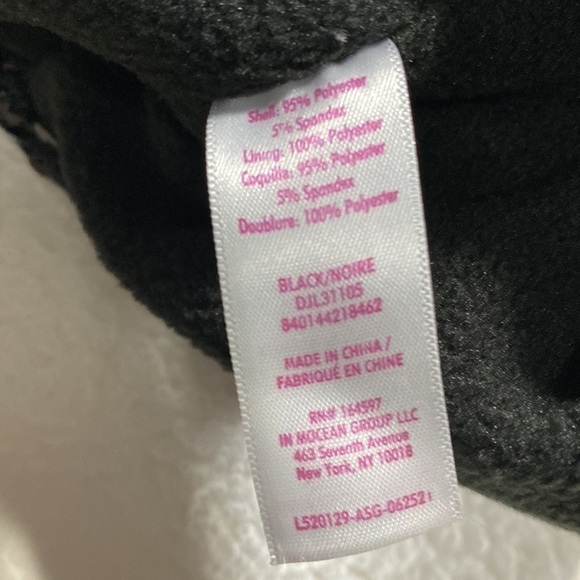 Shell: 95% Polyester
5% Spandex
Lining: 100% Polyester
Coquille: 95% Polyester
5% Spandex
Doublure: 100% Polyester
BLACK/NOIRE
DJL31105
840144218462
MADE IN CHINA /
FABRIQUÉ EN CHINE
RN# 164597
IN MOCEAN GROUP LLC
463 Seventh Avenue
New York, NY 10018
L520129-ASG-062521